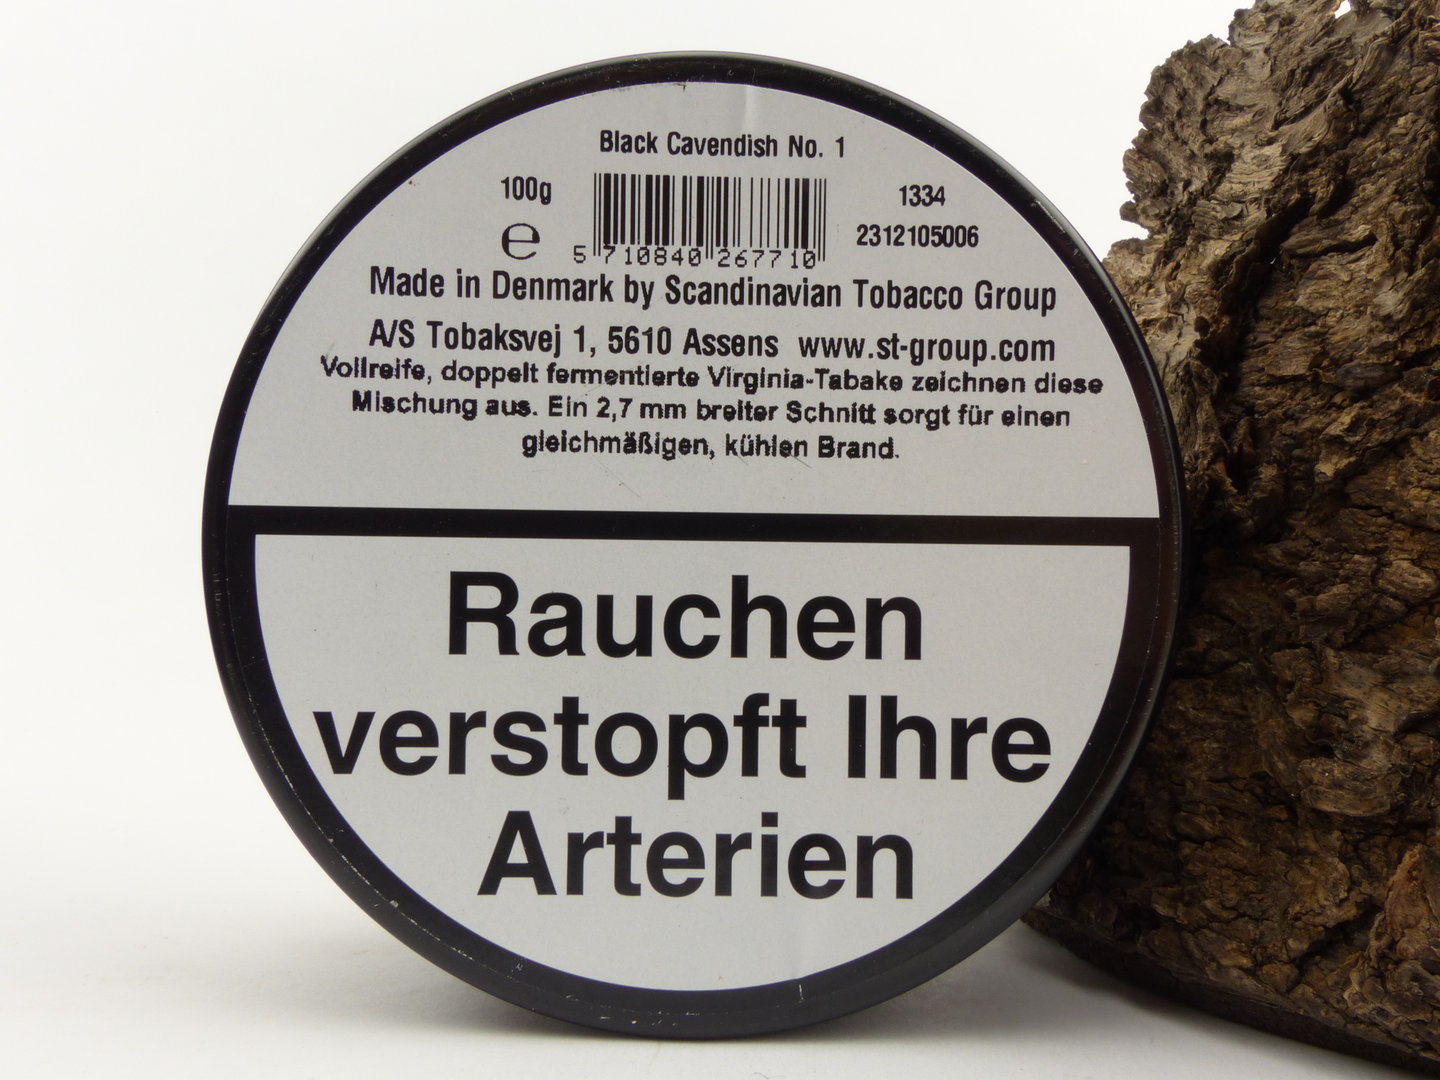 Black Cavendish No. 1
100g
1334
℮
5 710840 267710
2312105006
Made in Denmark by Scandinavian Tobacco Group
A/S Tobaksvej 1, 5610 Assens www.st-group.com
Vollreife, doppelt fermentierte Virginia-Tabake zeichnen diese
Mischung aus. Ein 2,7 mm breiter Schnitt sorgt für einen
gleichmäßigen, kühlen Brand.
Rauchen
verstopft Ihre
Arterien